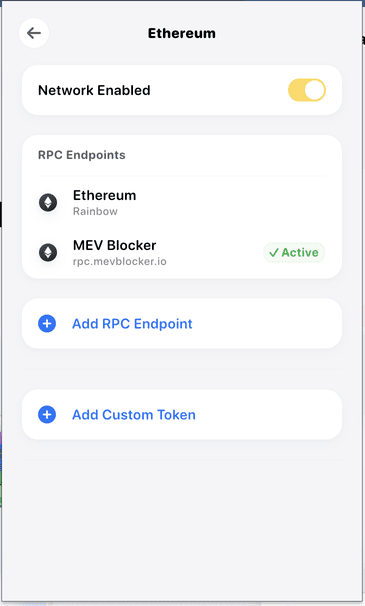 Ethereum
Network Enabled
RPC Endpoints
Ethereum
Rainbow
MEV Blocker
rpc.mevblocker.io
Active
Add RPC Endpoint
Add Custom Token